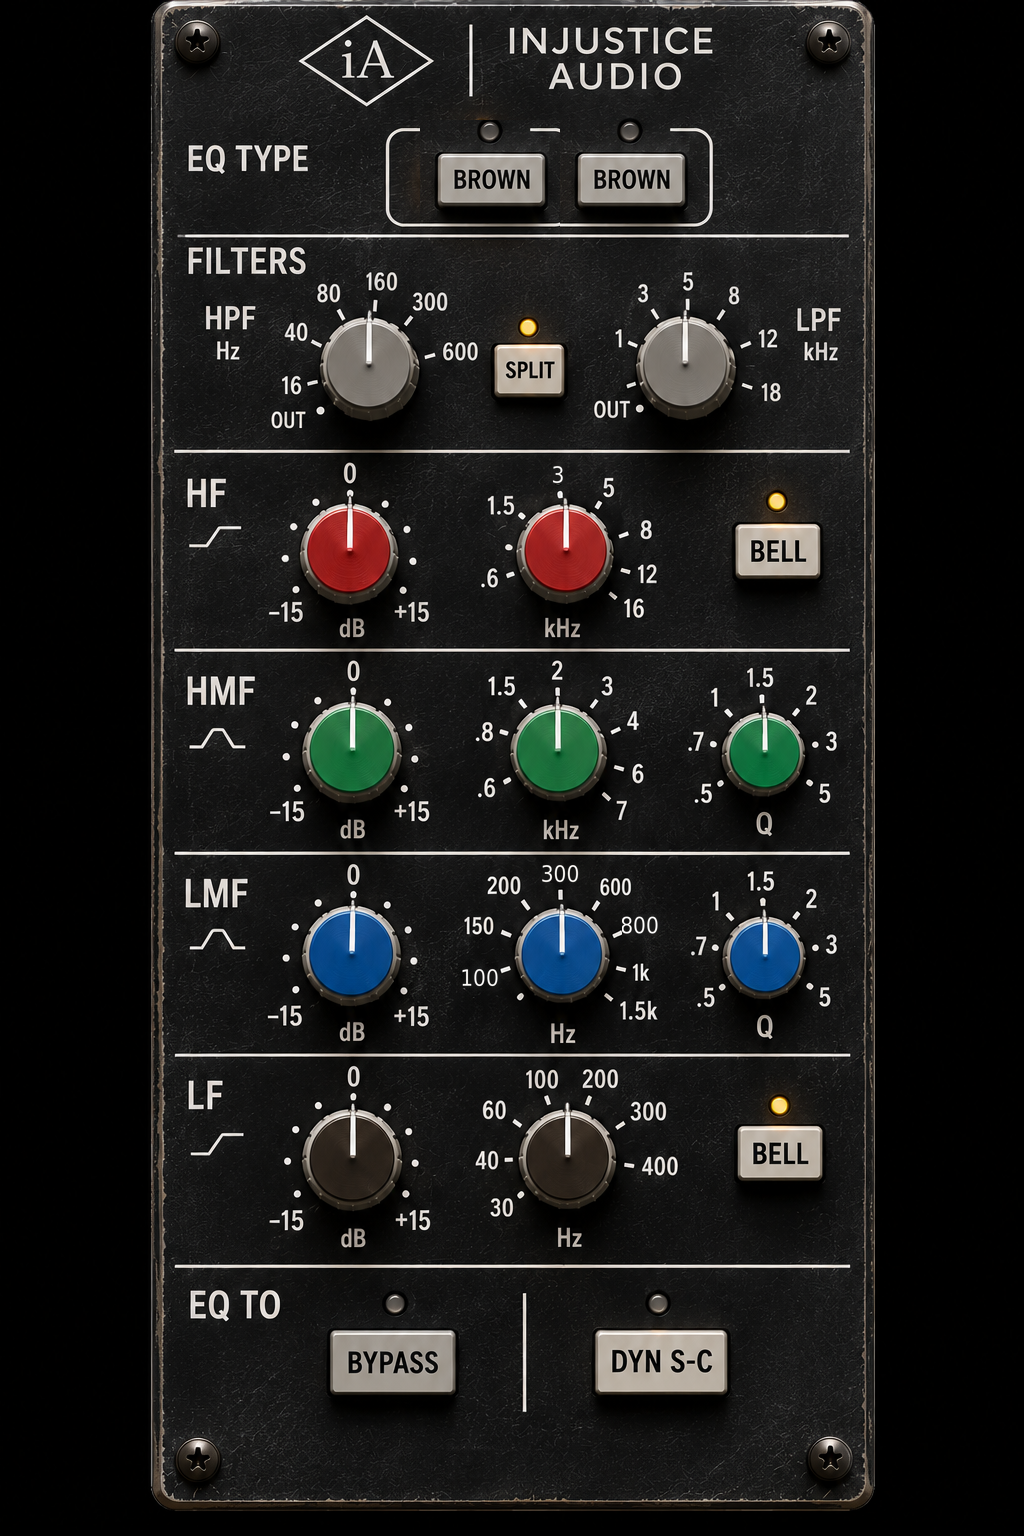 iA
INJUSTICE
AUDIO
EQ TYPE
BROWN BROWN
FILTERS
HPF
Hz
OUT 16 40 80 160 300 600
SPLIT
OUT 1 3 5 8 12 18
LPF
kHz
HF
0
-15 +15
dB
.6 1.5 3 5 8 12 16
kHz
BELL
HMF
0
-15 +15
dB
.6 .8 1.5 2 3 4 6 7
kHz
.5 .7 1 1.5 2 3 5
Q
LMF
0
-15 +15
dB
100 150 200 300 600 800 1k 1.5k
Hz
.5 .7 1 1.5 2 3 5
Q
LF
0
-15 +15
dB
30 40 60 100 200 300 400
Hz
BELL
EQ TO
BYPASS
DYN S-C